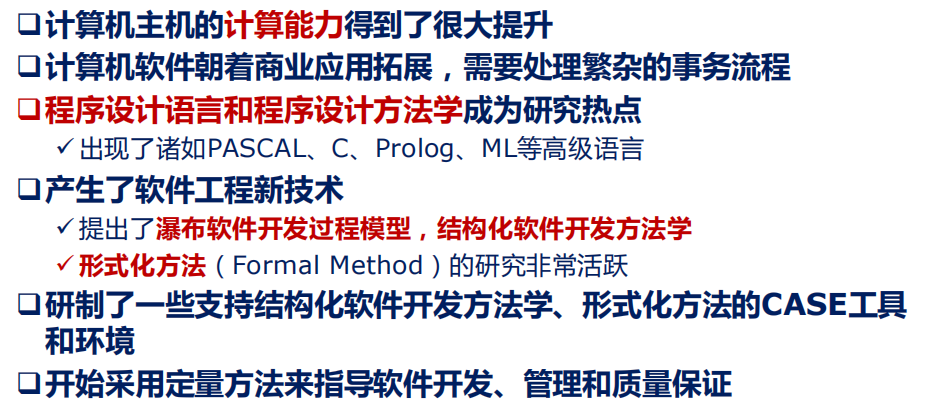 ❑计算机主机的计算能力得到了很大提升
❑计算机软件朝着商业应用拓展，需要处理繁杂的事务流程
❑程序设计语言和程序设计方法学成为研究热点
✓出现了诸如PASCAL、C、Prolog、ML等高级语言
❑产生了软件工程新技术
✓提出了瀑布软件开发过程模型，结构化软件开发方法学
✓形式化方法（Formal Method）的研究非常活跃
❑研制了一些支持结构化软件开发方法学、形式化方法的CASE工具
和环境
❑开始采用定量方法来指导软件开发、管理和质量保证